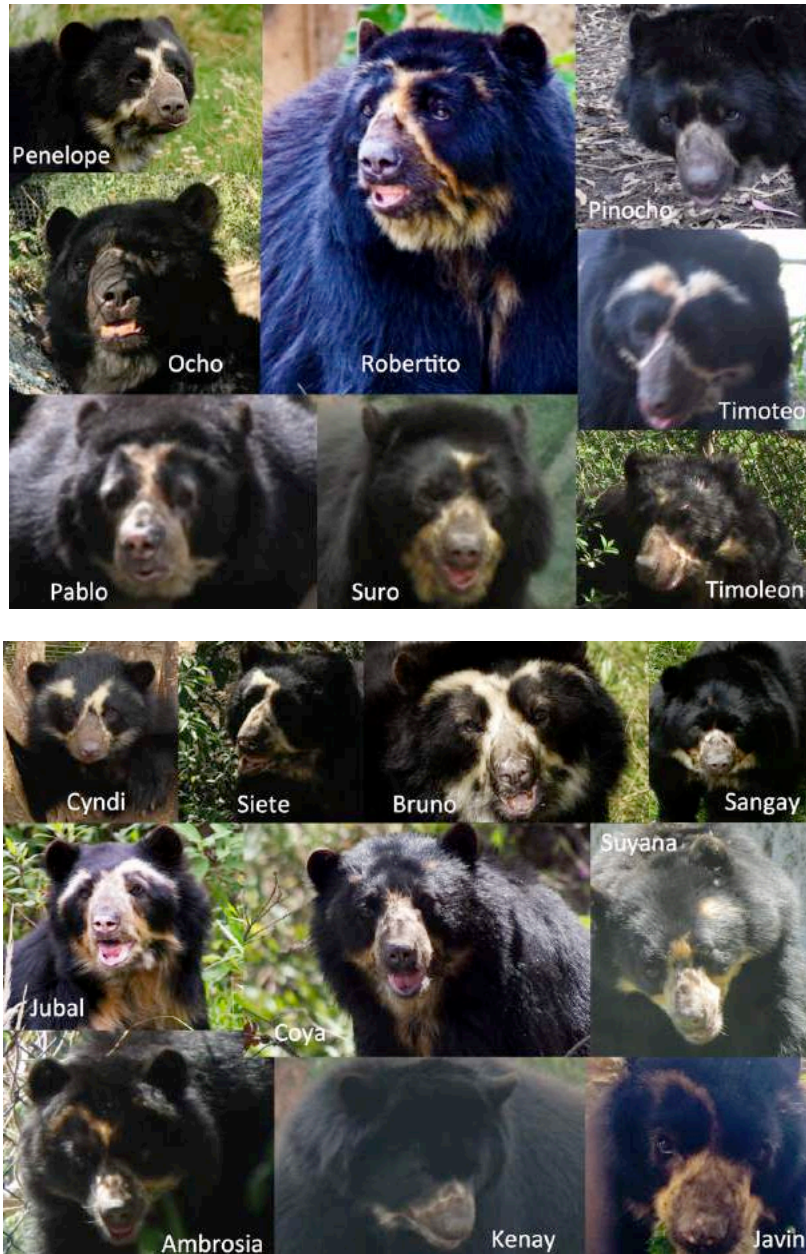 Penelope
Ocho
Robertito
Pinocho
Timoteo
Pablo
Suro
Timoleon
Cyndi
Siete
Bruno
Sangay
Jubal
Coya
Suyana
Ambrosia
Kenay
Javin